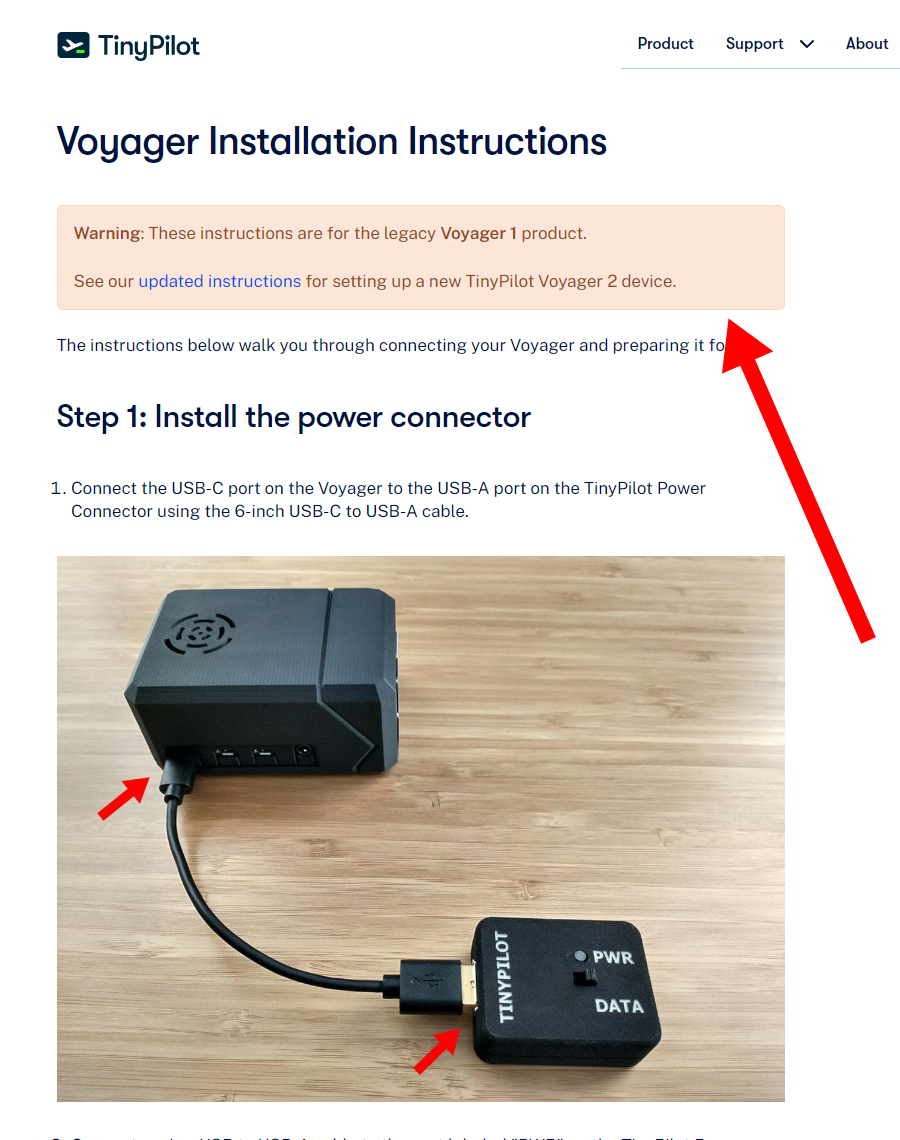 TinyPilot
Product Support About
Voyager Installation Instructions
Warning: These instructions are for the legacy Voyager 1 product.
See our updated instructions for setting up a new TinyPilot Voyager 2 device.
The instructions below walk you through connecting your Voyager and preparing it fo
Step 1: Install the power connector
1. Connect the USB-C port on the Voyager to the USB-A port on the TinyPilot Power
Connector using the 6-inch USB-C to USB-A cable.
TINYPILOT
PWR
DATA